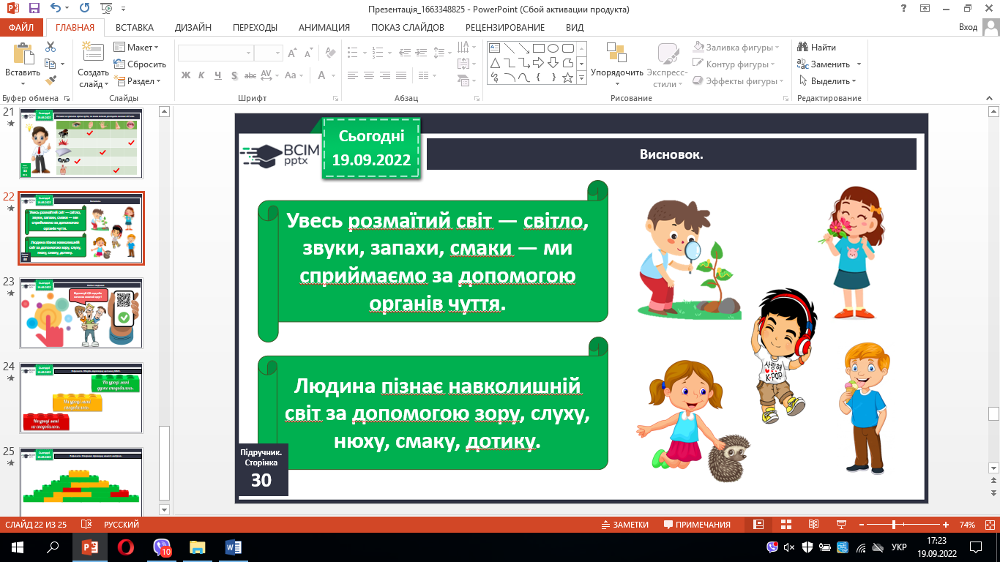 Презентація_1663348825 - PowerPoint (Сбой активации продукта)
ФАЙЛ ГЛАВНАЯ ВСТАВКА ДИЗАЙН ПЕРЕХОДЫ АНИМАЦИЯ ПОКАЗ СЛАЙДОВ РЕЦЕНЗИРОВАНИЕ ВИД Вход
Вставить
Буфер обмена
Создать слайд
Макет
Сбросить
Раздел
Слайды
Ж К Ч S abc AV Aa A
Шрифт
Абзац
Упорядочить
Экспресс-стили
Заливка фигуры
Контур фигуры
Эффекты фигуры
Рисование
Найти
Заменить
Выделить
Редактирование
21
22
23
24
25
Сьогодні
19.09.2022
ВСІМ
pptx
Висновок.
Увесь розмаїтий світ — світло,
звуки, запахи, смаки — ми
сприймаємо за допомогою
органів чуття.
Людина пізнає навколишній
світ за допомогою зору, слуху,
нюху, смаку, дотику.
K-POP
Підручник.
Сторінка
30
СЛАЙД 22 ИЗ 25 РУССКИЙ ЗАМЕТКИ ПРИМЕЧАНИЯ 74%
10
УКР
17:23
19.09.2022